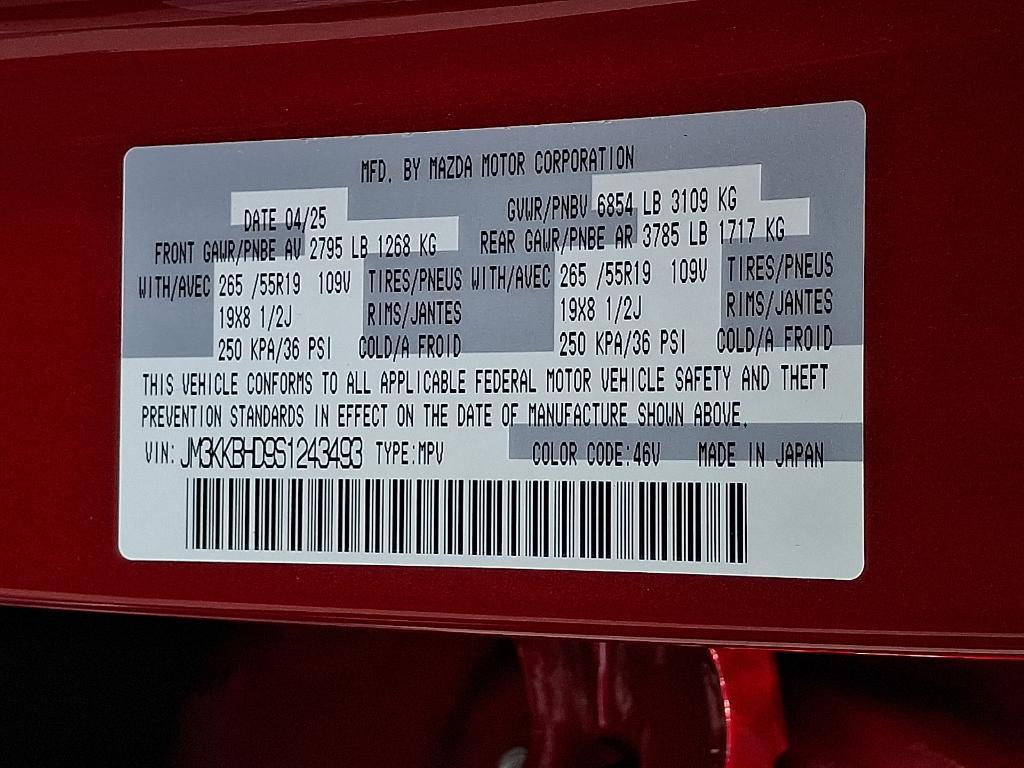 MFD. BY MAZDA MOTOR CORPORATION
DATE 04/25 GVWR/PNBV 6854 LB 3109 KG
FRONT GAWR/PNBE AV 2795 LB 1268 KG REAR GAWR/PNBE AR 3785 LB 1717 KG
WITH/AVEC 265 /55R19 109V TIRES/PNEUS WITH/AVEC 265 /55R19 109V TIRES/PNEUS
19X8 1/2J RIMS/JANTES 19X8 1/2J RIMS/JANTES
250 KPA/36 PSI COLD/A FROID 250 KPA/36 PSI COLD/A FROID
THIS VEHICLE CONFORMS TO ALL APPLICABLE FEDERAL MOTOR VEHICLE SAFETY AND THEFT
PREVENTION STANDARDS IN EFFECT ON THE DATE OF MANUFACTURE SHOWN ABOVE.
VIN: JM3KKBHD9S1243493 TYPE:MPV COLOR CODE:46V MADE IN JAPAN